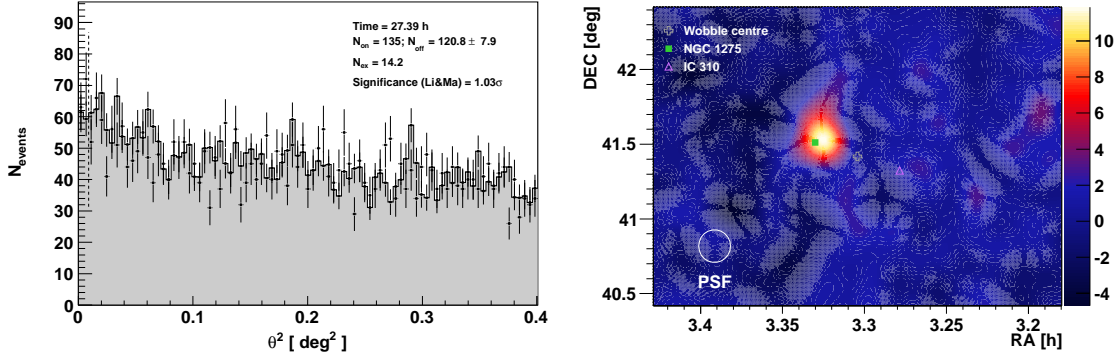 90
80
70
60
50
40
30
20
10
0
N_events
Time = 27.39 h
N_on = 135; N_off = 120.8 ± 7.9
N_ex = 14.2
Significance (Li&Ma) = 1.03σ
0 0.1 0.2 0.3 0.4
θ² [ deg² ]
DEC [deg]
42
41.5
41
40.5
Wobble centre
NGC 1275
IC 310
PSF
3.4 3.35 3.3 3.25 3.2
RA [h]
10
8
6
4
2
0
-2
-4